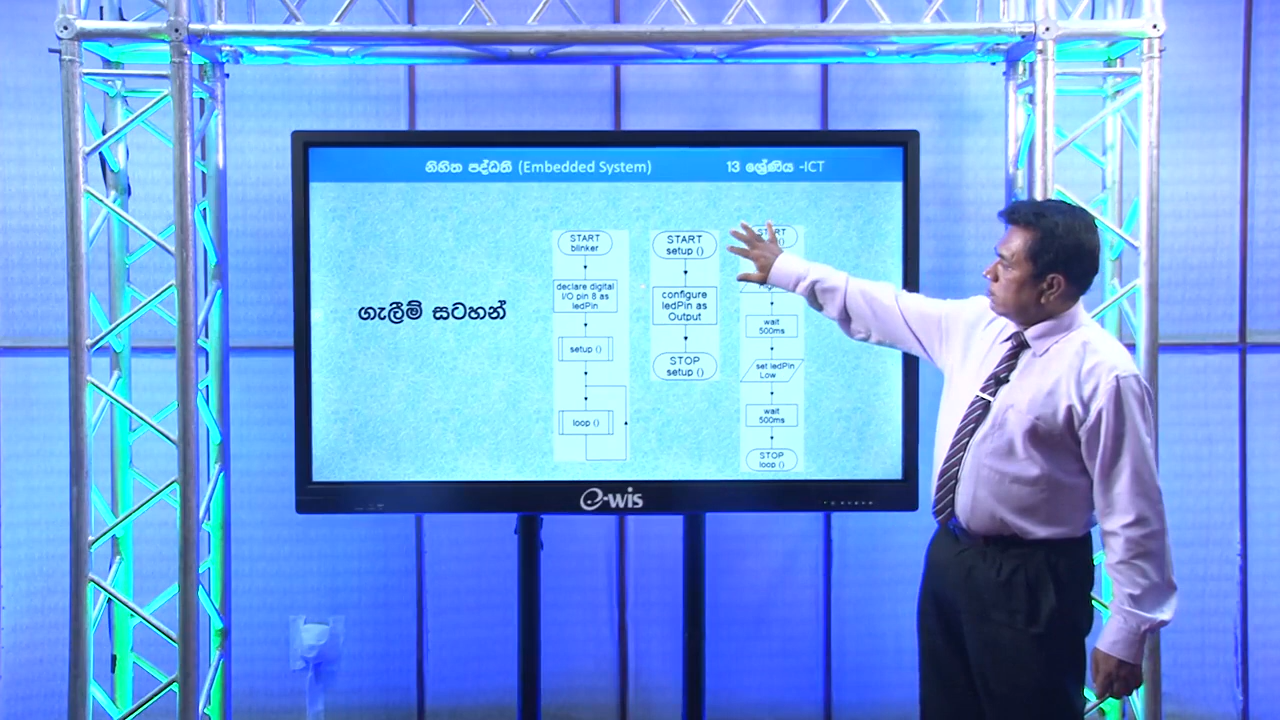 නිහිත පද්ධති (Embedded System)
13 ශ්‍රේණිය -ICT
ගැලීම් සටහන්
START
blinker
declare digital
I/O pin 8 as
ledPin
setup ()
loop ()
START
setup ()
configure
ledPin as
Output
STOP
setup ()
wait
500ms
set ledPin
Low
wait
500ms
STOP
loop ()
e-wis